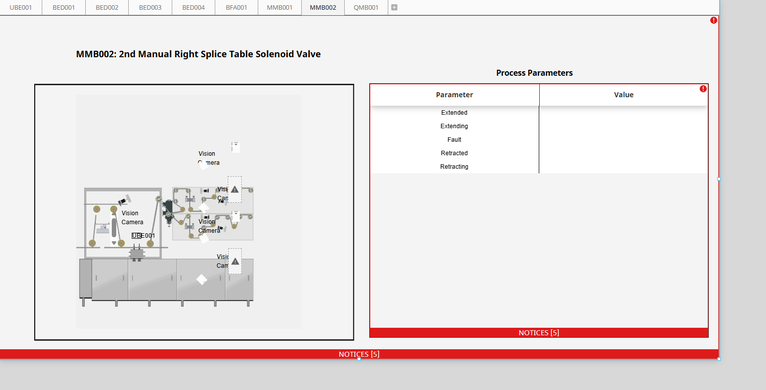 UBE001 BED001 BED002 BED003 BED004 BFA001 MMB001 MMB002 QMB001
MMB002: 2nd Manual Right Splice Table Solenoid Valve
Process Parameters
Parameter Value
Extended
Extending
Fault
Retracted
Retracting
Vision
Camera
Vision
Camera
Vision
Camera
UBE001
NOTICES [5]
NOTICES [5]